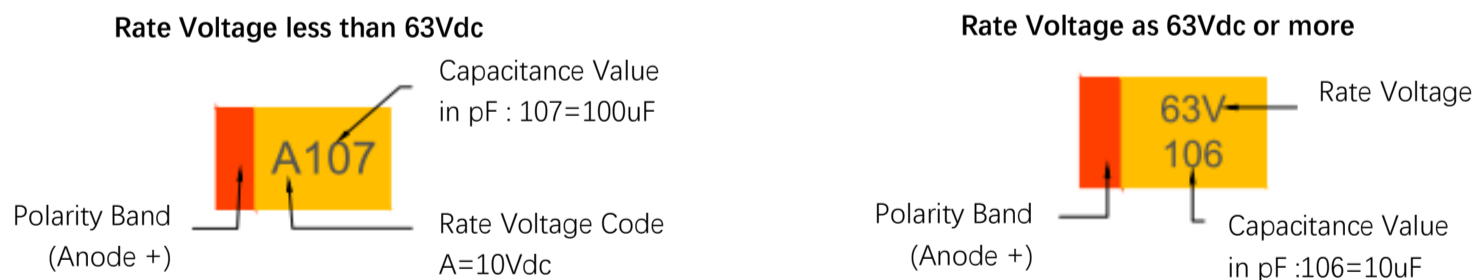 Rate Voltage less than 63Vdc
Capacitance Value
in pF : 107=100uF
A107
Polarity Band
(Anode +)
Rate Voltage Code
A=10Vdc
Rate Voltage as 63Vdc or more
63V
106
Rate Voltage
Polarity Band
(Anode +)
Capacitance Value
in pF :106=10uF